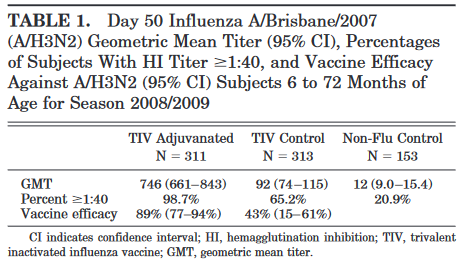 TABLE 1. Day 50 Influenza A/Brisbane/2007
(A/H3N2) Geometric Mean Titer (95% CI), Percentages
of Subjects With HI Titer ≥1:40, and Vaccine Efficacy
Against A/H3N2 (95% CI) Subjects 6 to 72 Months of
Age for Season 2008/2009
TIV Adjuvanated TIV Control Non-Flu Control
N = 311 N = 313 N = 153
GMT 746 (661–843) 92 (74–115) 12 (9.0–15.4)
Percent ≥1:40 98.7% 65.2% 20.9%
Vaccine efficacy 89% (77–94%) 43% (15–61%)
CI indicates confidence interval; HI, hemagglutination inhibition; TIV, trivalent
inactivated influenza vaccine; GMT, geometric mean titer.